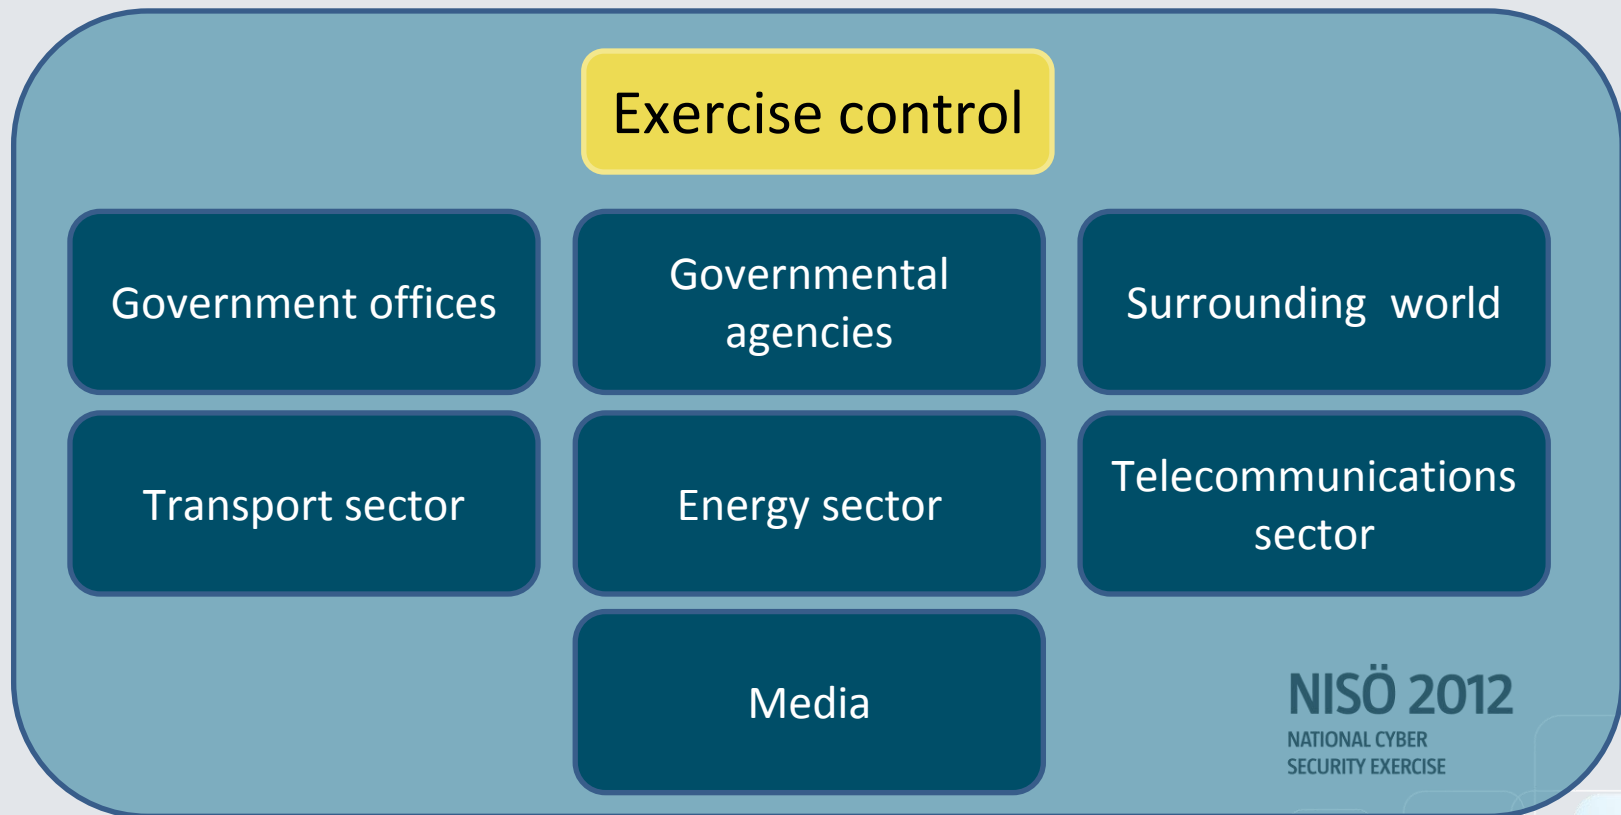 Exercise control
Government offices
Governmental
agencies
Surrounding  world
Transport sector
Energy sector
Telecommunications
sector
Media
NISÖ 2012
NATIONAL CYBER
SECURITY EXERCISE